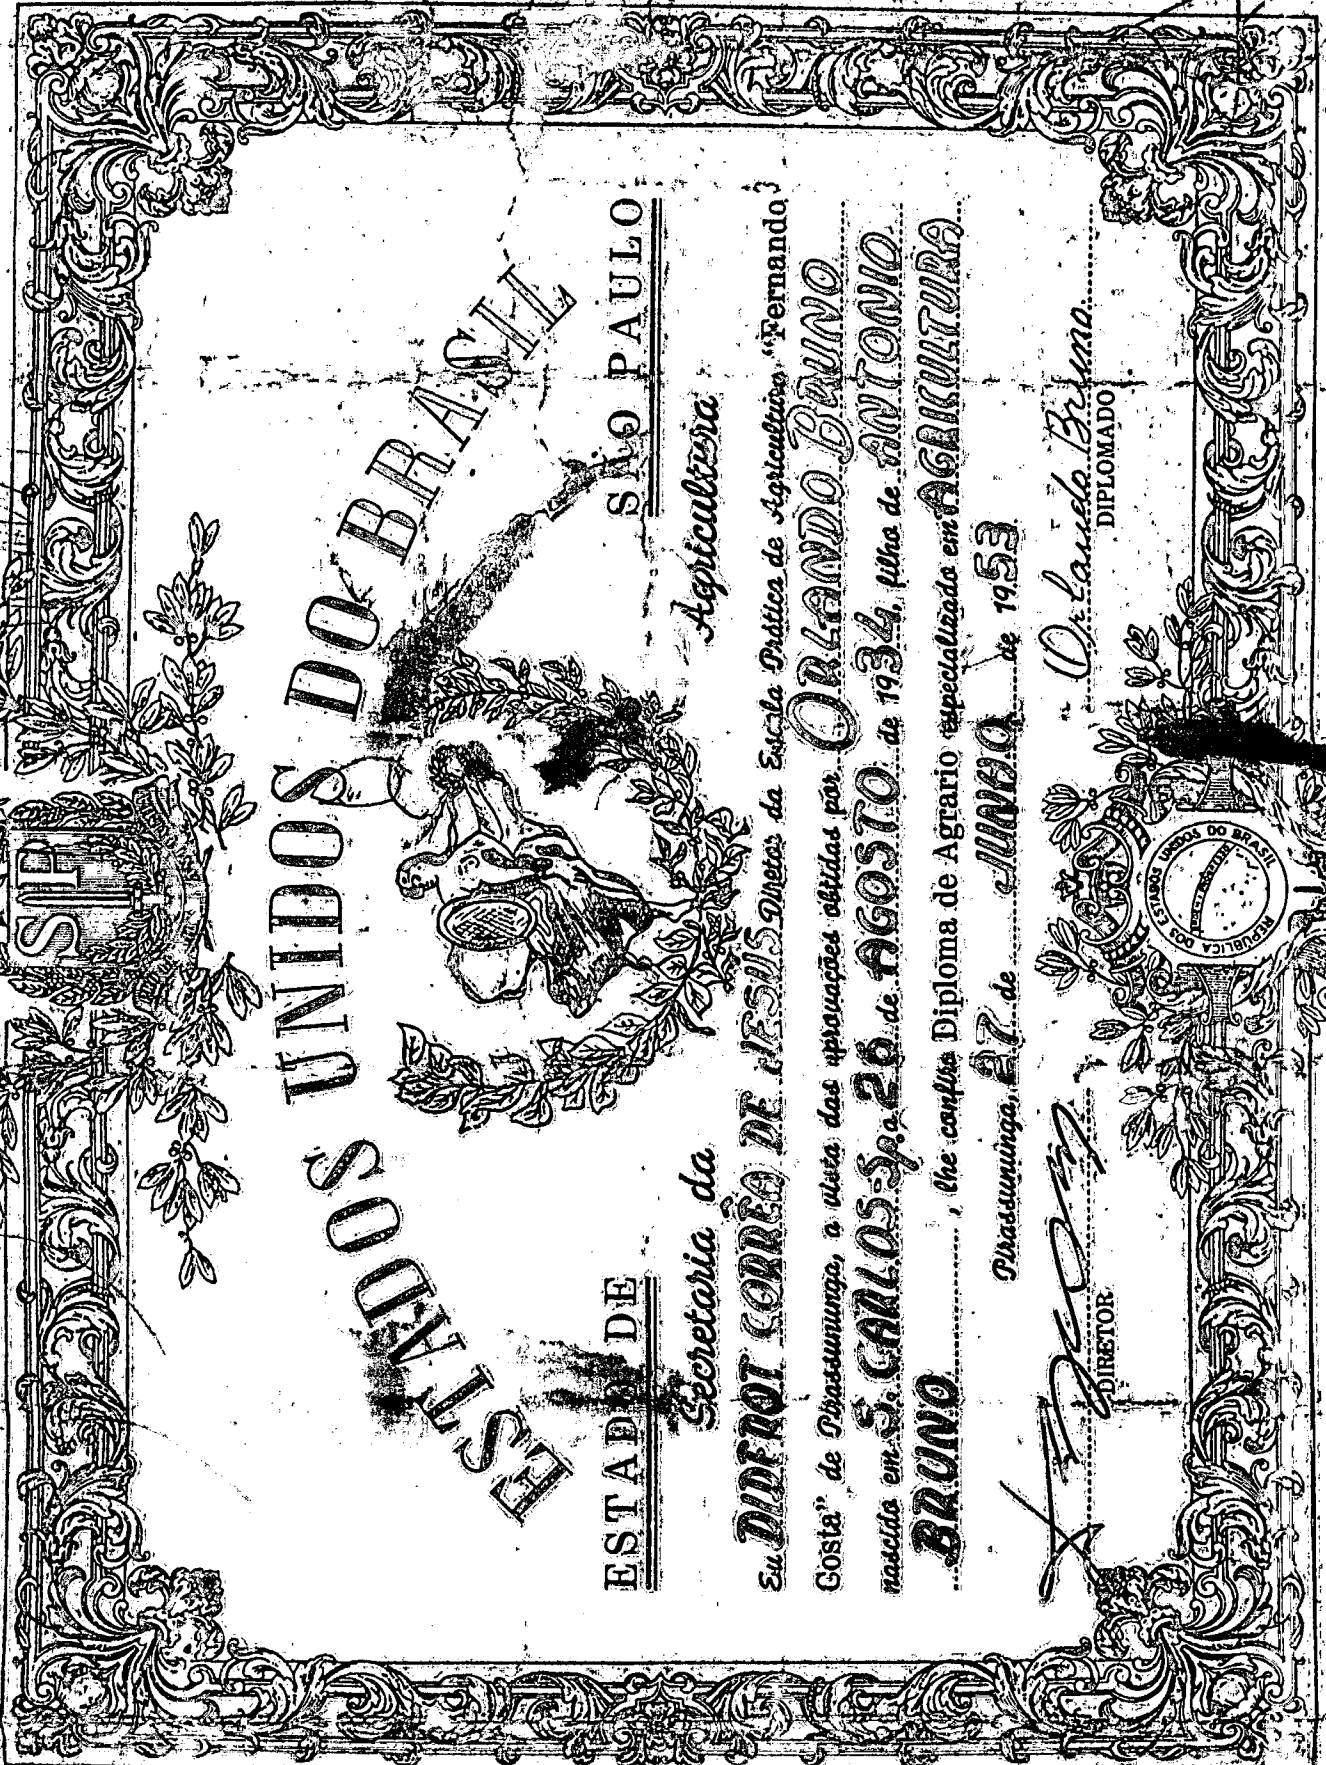 SP
ESTADOS UNIDOS DO BRASIL
ESTADO DE SÃO PAULO
Secretaria da Agricultura
Eu DIDEROT CORRÊA DE JESUS Diretor da Escola Prática de Agricultura, "Fernando
Costa" de Pirassununga, a vista das aprovações obtidas por ORLANDO BRUNO
nascido em S. CARLOS-Sp. a 26 de AGOSTO de 1934, filho de ANTONIO
BRUNO, lhe confiro Diploma de Agrario especializado em AGRICULTURA
Pirassununga, 27 de JUNHO de 1953
Orlando Bruno
DIRETOR DIPLOMADO
REPUBLICA DOS ESTADOS UNIDOS DO BRASIL